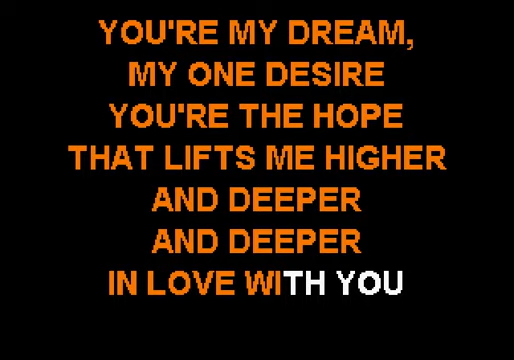 YOU'RE MY DREAM,
MY ONE DESIRE
YOU'RE THE HOPE
THAT LIFTS ME HIGHER
AND DEEPER
AND DEEPER
IN LOVE WITH YOU